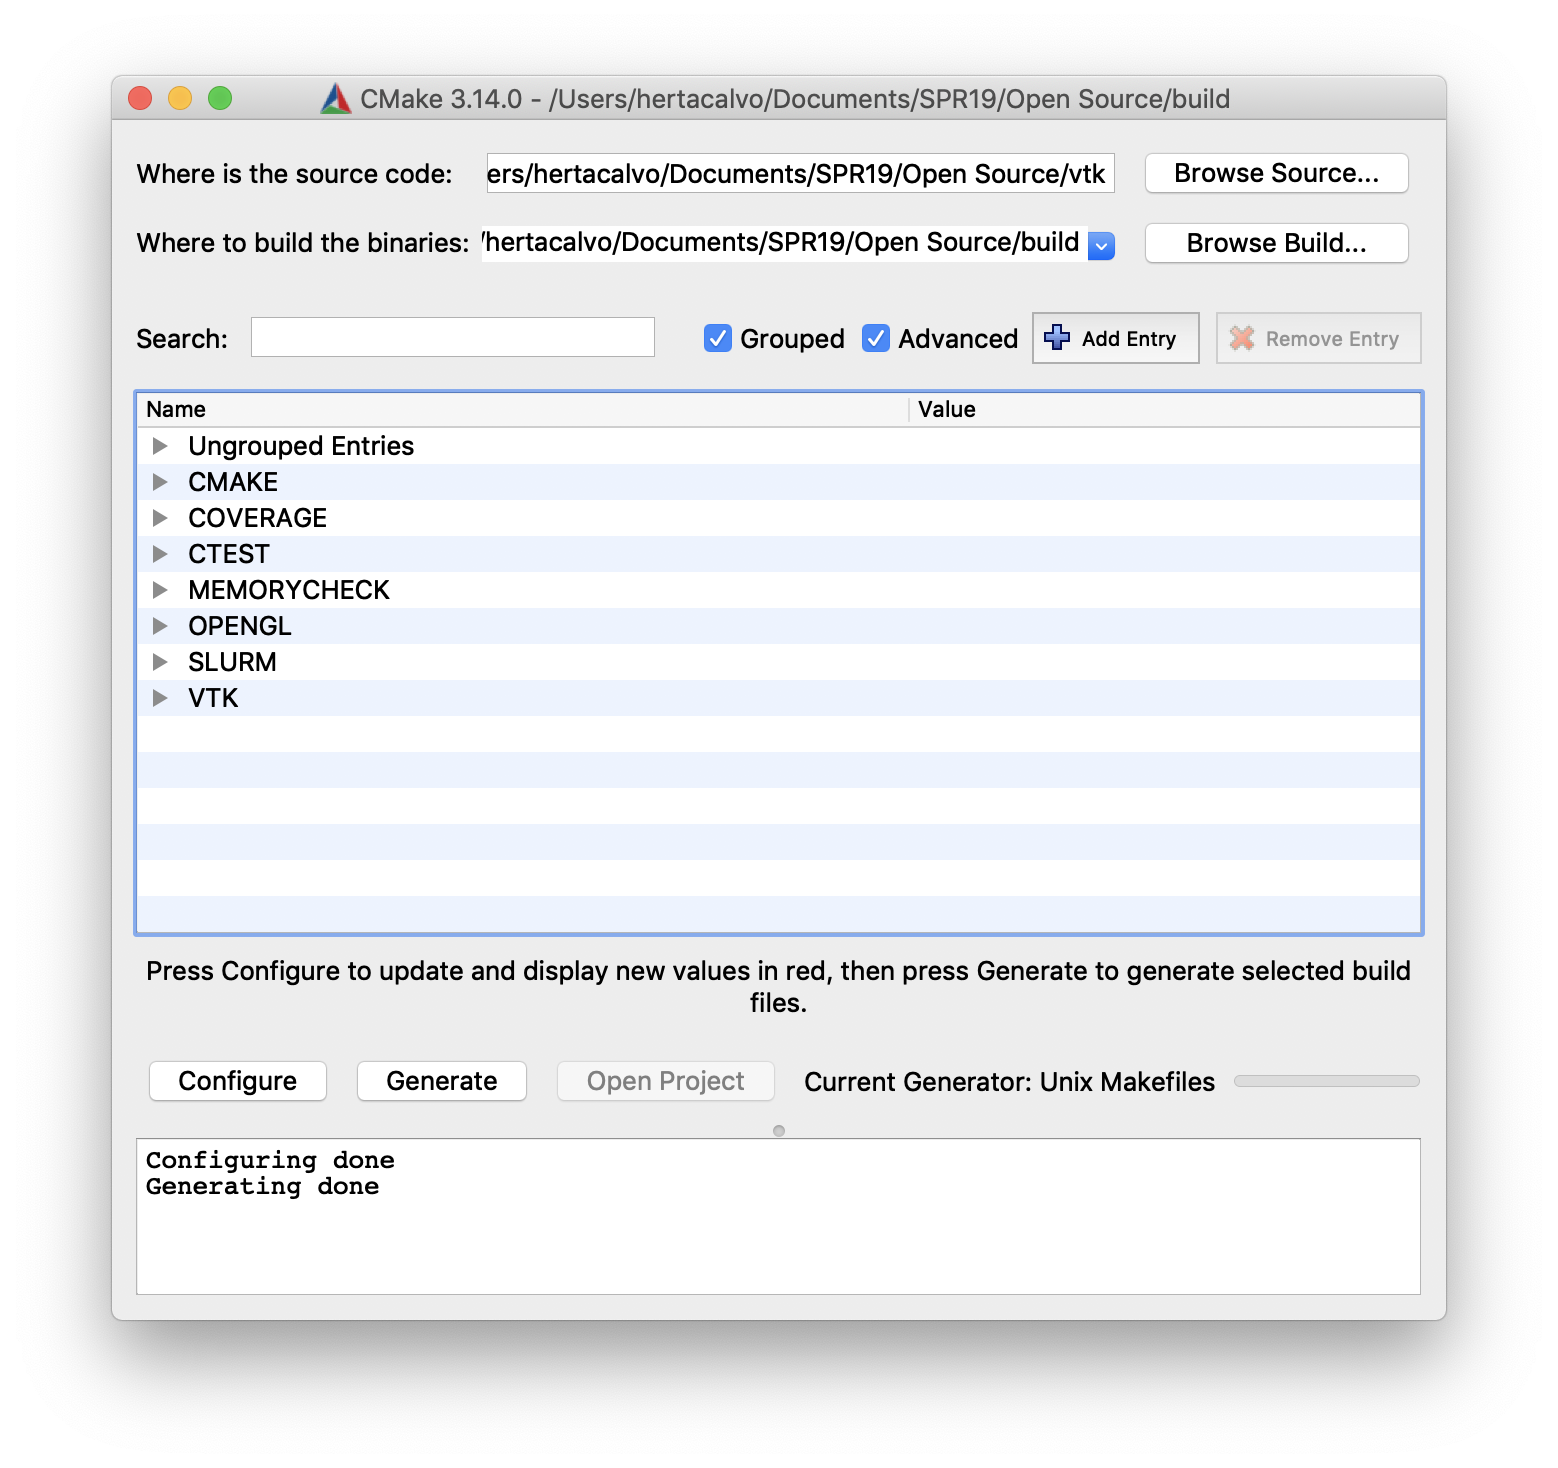 CMake 3.14.0 - /Users/hertacalvo/Documents/SPR19/Open Source/build
Where is the source code: ers/hertacalvo/Documents/SPR19/Open Source/vtk Browse Source...
Where to build the binaries: /hertacalvo/Documents/SPR19/Open Source/build Browse Build...
Search: Grouped Advanced Add Entry Remove Entry
Name Value
Ungrouped Entries
CMAKE
COVERAGE
CTEST
MEMORYCHECK
OPENGL
SLURM
VTK
Press Configure to update and display new values in red, then press Generate to generate selected build
files.
Configure Generate Open Project Current Generator: Unix Makefiles
Configuring done
Generating done